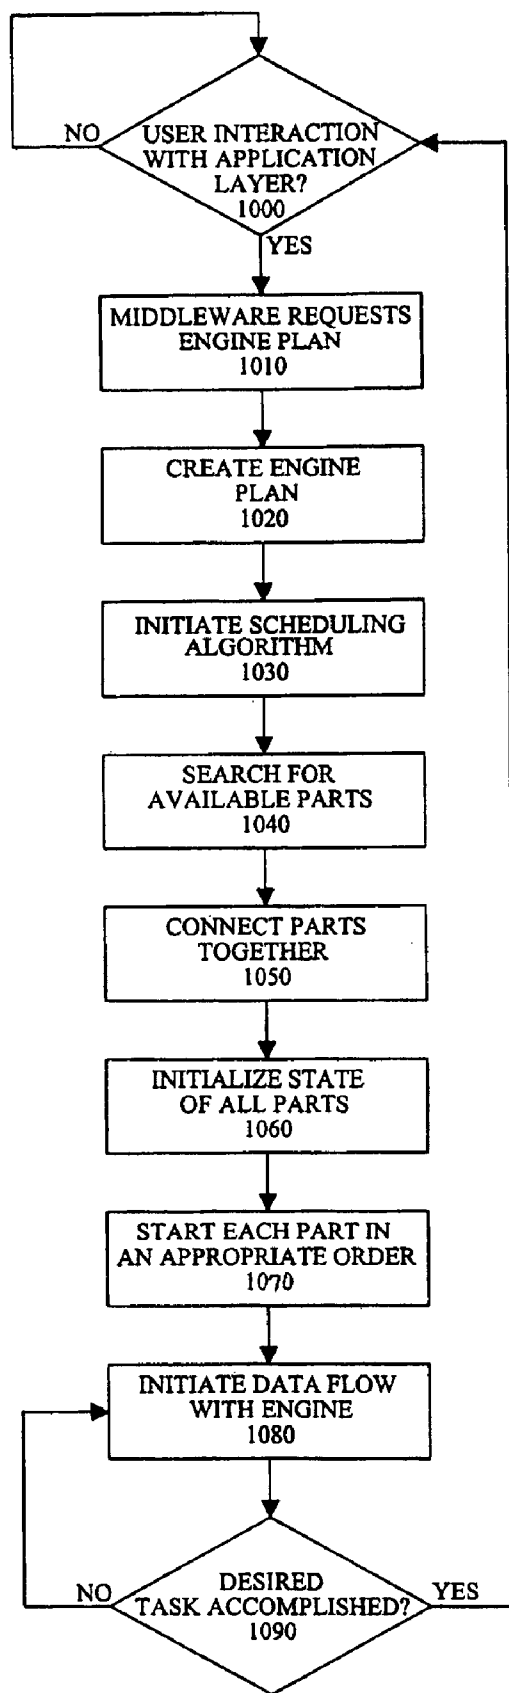 NO
USER INTERACTION
WITH APPLICATION
LAYER?
1000
YES
MIDDLEWARE REQUESTS
ENGINE PLAN
1010
CREATE ENGINE
PLAN
1020
INITIATE SCHEDULING
ALGORITHM
1030
SEARCH FOR
AVAILABLE PARTS
1040
CONNECT PARTS
TOGETHER
1050
INITIALIZE STATE
OF ALL PARTS
1060
START EACH PART IN
AN APPROPRIATE ORDER
1070
INITIATE DATA FLOW
WITH ENGINE
1080
NO
DESIRED
TASK ACCOMPLISHED?
1090
YES